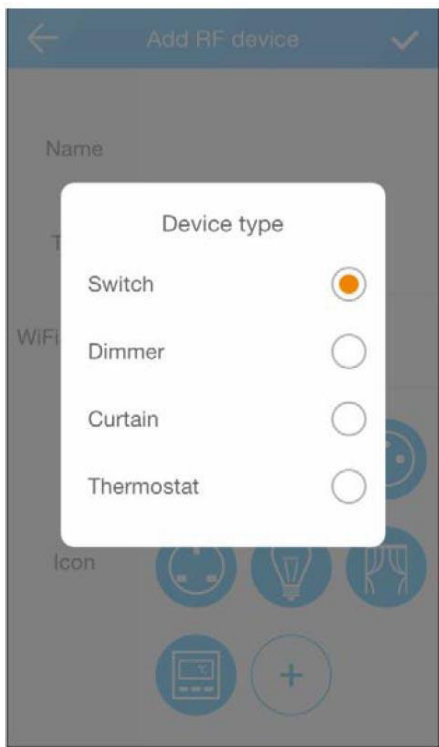 Add RF device
Name
Device type
Switch
Dimmer
WiFi
Curtain
Thermostat
Icon
°C